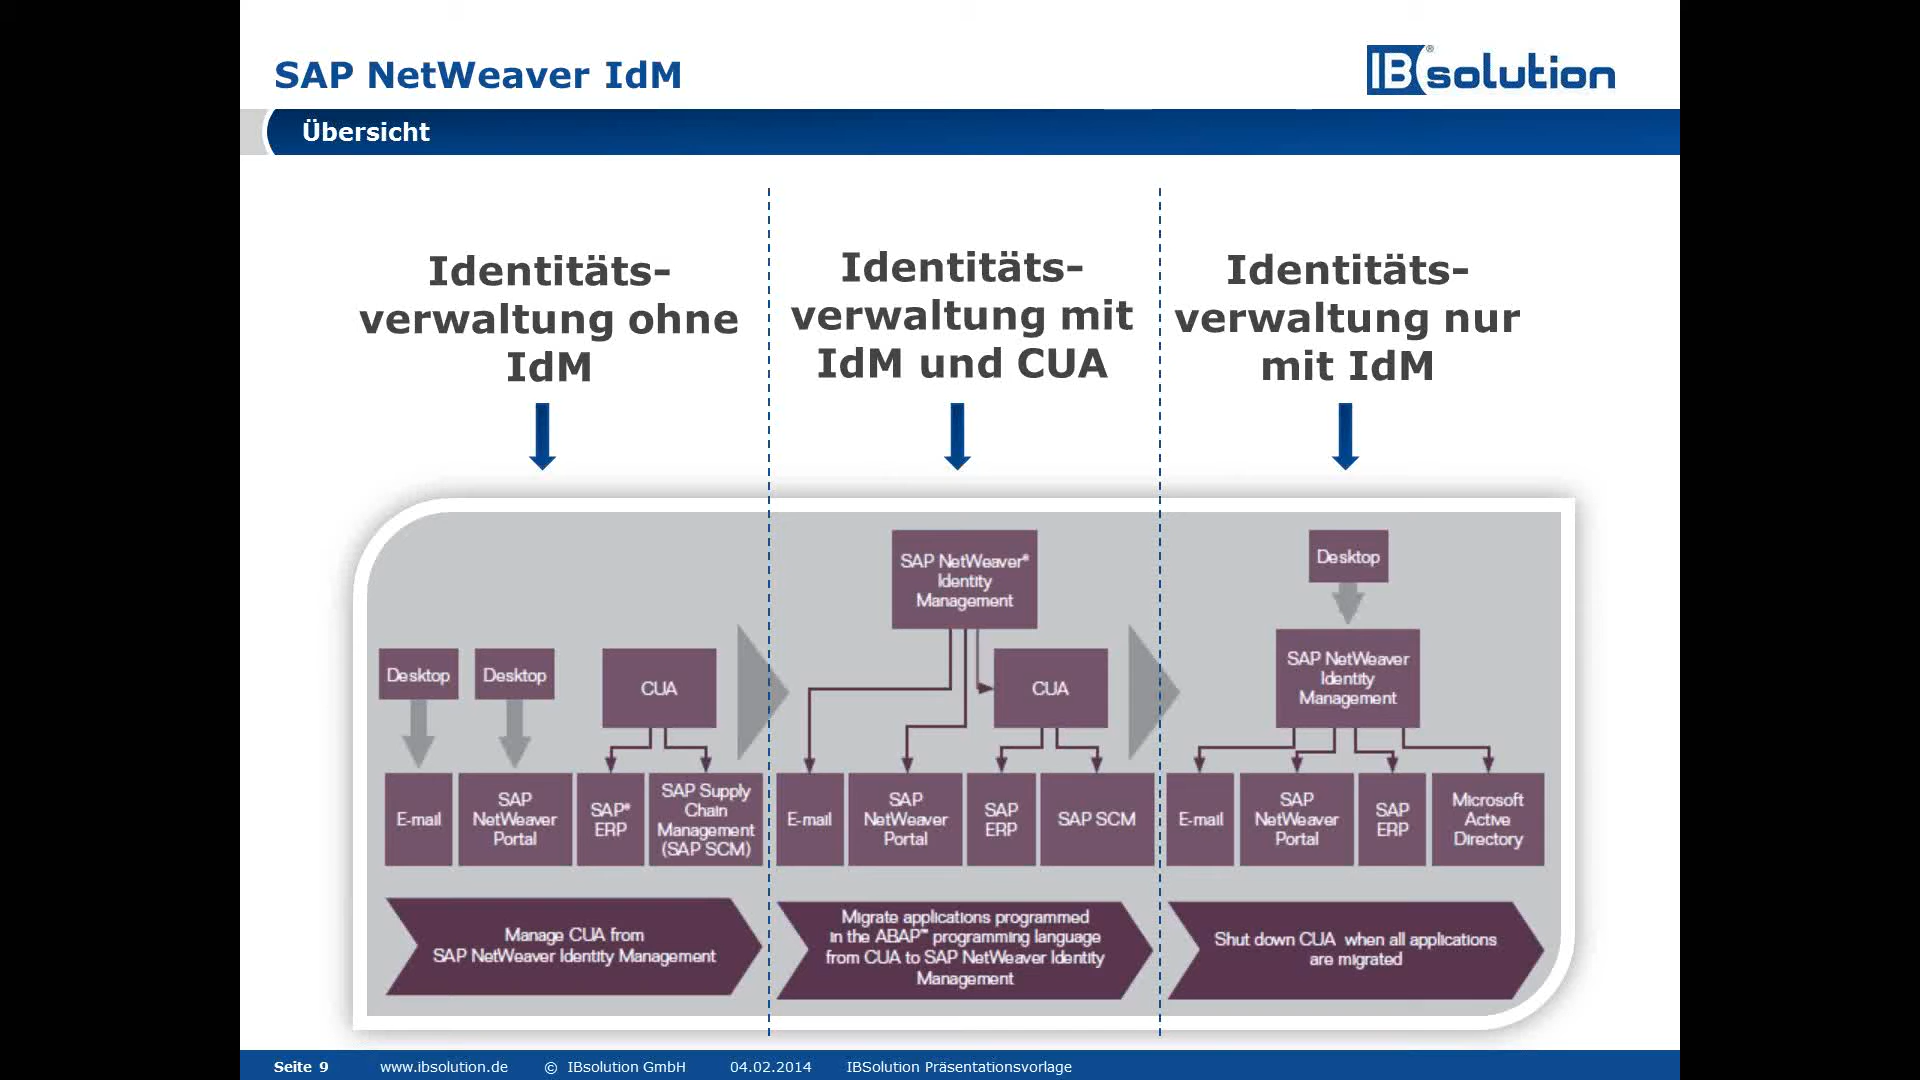 SAP NetWeaver IdM
IB solution®
Übersicht
Identitäts-
verwaltung ohne
IdM
Identitäts-
verwaltung mit
IdM und CUA
Identitäts-
verwaltung nur
mit IdM
Desktop
Desktop
CUA
E-mail
SAP
NetWeaver
Portal
SAP®
ERP
SAP Supply
Chain
Management
(SAP SCM)
Manage CUA from
SAP NetWeaver Identity Management
SAP NetWeaver®
Identity
Management
CUA
E-mail
SAP
NetWeaver
Portal
SAP
ERP
SAP SCM
Migrate applications programmed
in the ABAP™ programming language
from CUA to SAP NetWeaver Identity
Management
Desktop
SAP NetWeaver
Identity
Management
E-mail
SAP
NetWeaver
Portal
SAP
ERP
Microsoft
Active
Directory
Shut down CUA when all applications
are migrated
Seite 9 www.ibsolution.de © IBsolution GmbH 04.02.2014 IBSolution Präsentationsvorlage